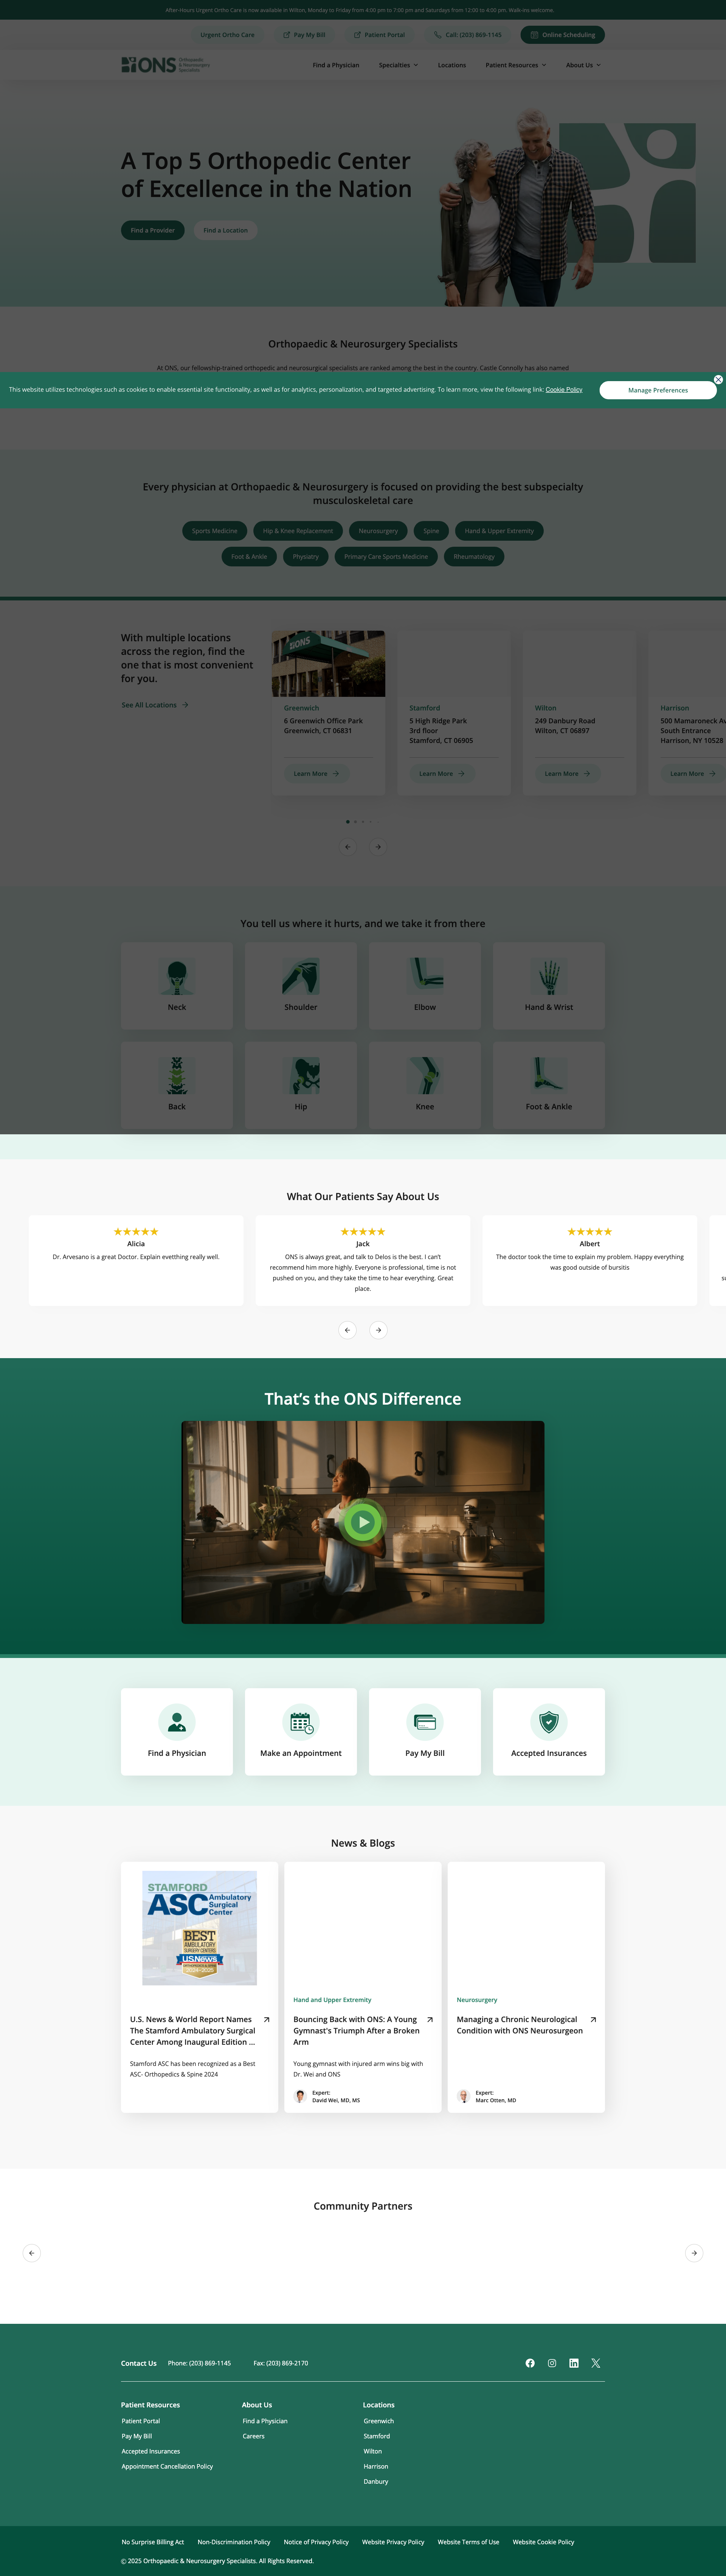 After-Hours Urgent Ortho Care is now available in Wilton, Monday to Friday from 4:00 pm to 7:00 pm and Saturdays from 12:00 to 4:00 pm. Walk-ins welcome.
Urgent Ortho Care
Pay My Bill
Patient Portal
Call: (203) 869-1145
Online Scheduling
ONS
Orthopaedic
& Neurosurgery
Specialists
Find a Physician
Specialties
Locations
Patient Resources
About Us
A Top 5 Orthopedic Center
of Excellence in the Nation
Find a Provider
Find a Location
Orthopaedic & Neurosurgery Specialists
At ONS, our fellowship-trained orthopedic and neurosurgical specialists are ranked among the best in the country. Castle Connolly has also named
This website utilizes technologies such as cookies to enable essential site functionality, as well as for analytics, personalization, and targeted advertising. To learn more, view the following link: Cookie Policy
Manage Preferences
Every physician at Orthopaedic & Neurosurgery is focused on providing the best subspecialty
musculoskeletal care
Sports Medicine
Hip & Knee Replacement
Neurosurgery
Spine
Hand & Upper Extremity
Foot & Ankle
Physiatry
Primary Care Sports Medicine
Rheumatology
With multiple locations
across the region, find the
one that is most convenient
for you.
See All Locations
ONS
Greenwich
6 Greenwich Office Park
Greenwich, CT 06831
Learn More
Stamford
5 High Ridge Park
3rd floor
Stamford, CT 06905
Learn More
Wilton
249 Danbury Road
Wilton, CT 06897
Learn More
Harrison
500 Mamaroneck Av
South Entrance
Harrison, NY 10528
Learn More
You tell us where it hurts, and we take it from there
Neck
Shoulder
Elbow
Hand & Wrist
Back
Hip
Knee
Foot & Ankle
What Our Patients Say About Us
Alicia
Dr. Arvesano is a great Doctor. Explain evetthing really well.
Jack
ONS is always great, and talk to Delos is the best. I can't
recommend him more highly. Everyone is professional, time is not
pushed on you, and they take the time to hear everything. Great
place.
Albert
The doctor took the time to explain my problem. Happy everything
was good outside of bursitis
That's the ONS Difference
Find a Physician
Make an Appointment
Pay My Bill
Accepted Insurances
News & Blogs
STAMFORD
ASC
Ambulatory
Surgical
Center
BEST
AMBULATORY
SURGERY CENTERS
U.S.News
U.S. News & World Report Names
The Stamford Ambulatory Surgical
Center Among Inaugural Edition ...
Stamford ASC has been recognized as a Best
ASC- Orthopedics & Spine 2024
Hand and Upper Extremity
Bouncing Back with ONS: A Young
Gymnast's Triumph After a Broken
Arm
Young gymnast with injured arm wins big with
Dr. Wei and ONS
Expert:
David Wei, MD, MS
Neurosurgery
Managing a Chronic Neurological
Condition with ONS Neurosurgeon
Expert:
Marc Otten, MD
Community Partners
Contact Us
Phone: (203) 869-1145
Fax: (203) 869-2170
Patient Resources
Patient Portal
Pay My Bill
Accepted Insurances
Appointment Cancellation Policy
About Us
Find a Physician
Careers
Locations
Greenwich
Stamford
Wilton
Harrison
Danbury
No Surprise Billing Act
Non-Discrimination Policy
Notice of Privacy Policy
Website Privacy Policy
Website Terms of Use
Website Cookie Policy
© 2025 Orthopaedic & Neurosurgery Specialists. All Rights Reserved.